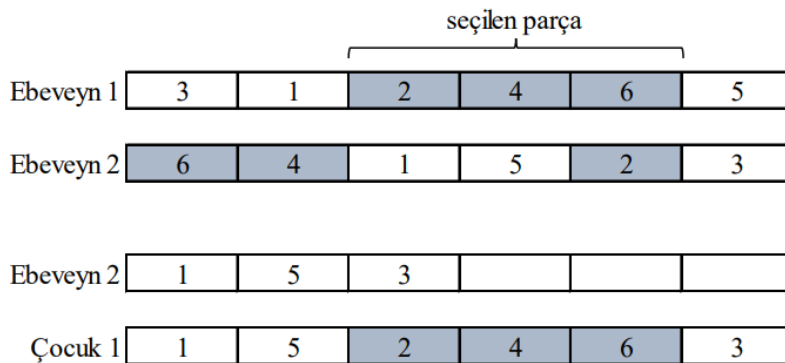 seçilen parça
Ebeveyn 1 3 1 2 4 6 5
Ebeveyn 2 6 4 1 5 2 3
Ebeveyn 2 1 5 3
Çocuk 1 1 5 2 4 6 3